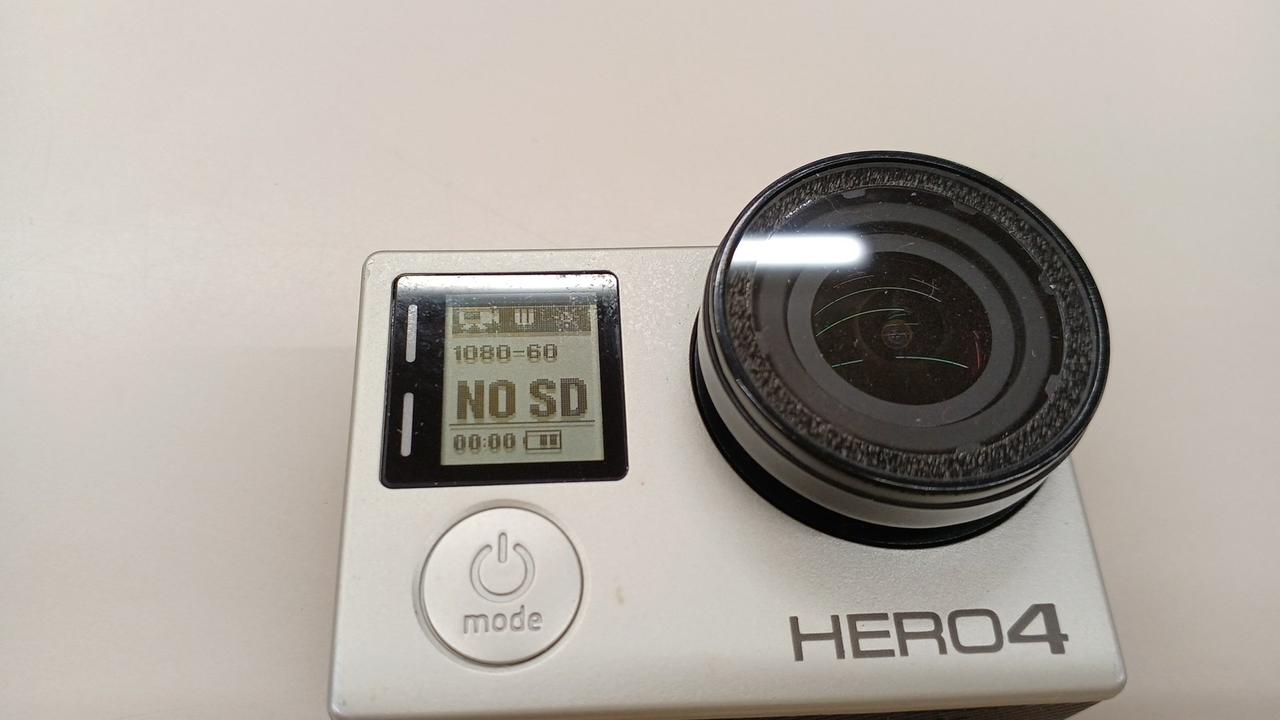 1080-60
NO SD
00:00
mode
HERO4